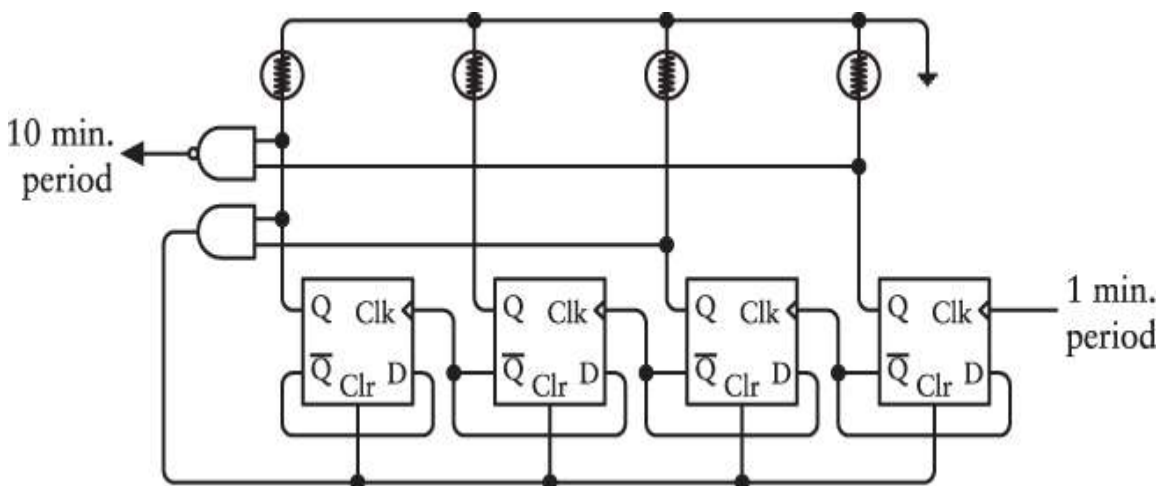 10 min.
period
1 min.
period
Q Clk
Q̅ Clr D
Q Clk
Q̅ Clr D
Q Clk
Q̅ Clr D
Q Clk
Q̅ Clr D